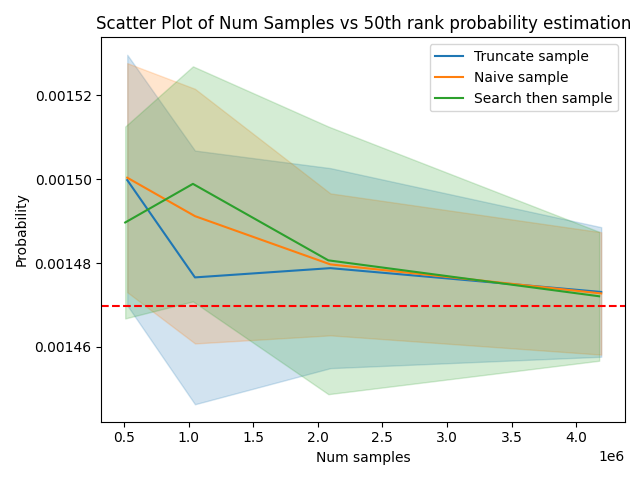 Scatter Plot of Num Samples vs 50th rank probability estimation
Truncate sample
Naive sample
Search then sample
Probability
0.00152
0.00150
0.00148
0.00146
0.5 1.0 1.5 2.0 2.5 3.0 3.5 4.0
1e6
Num samples